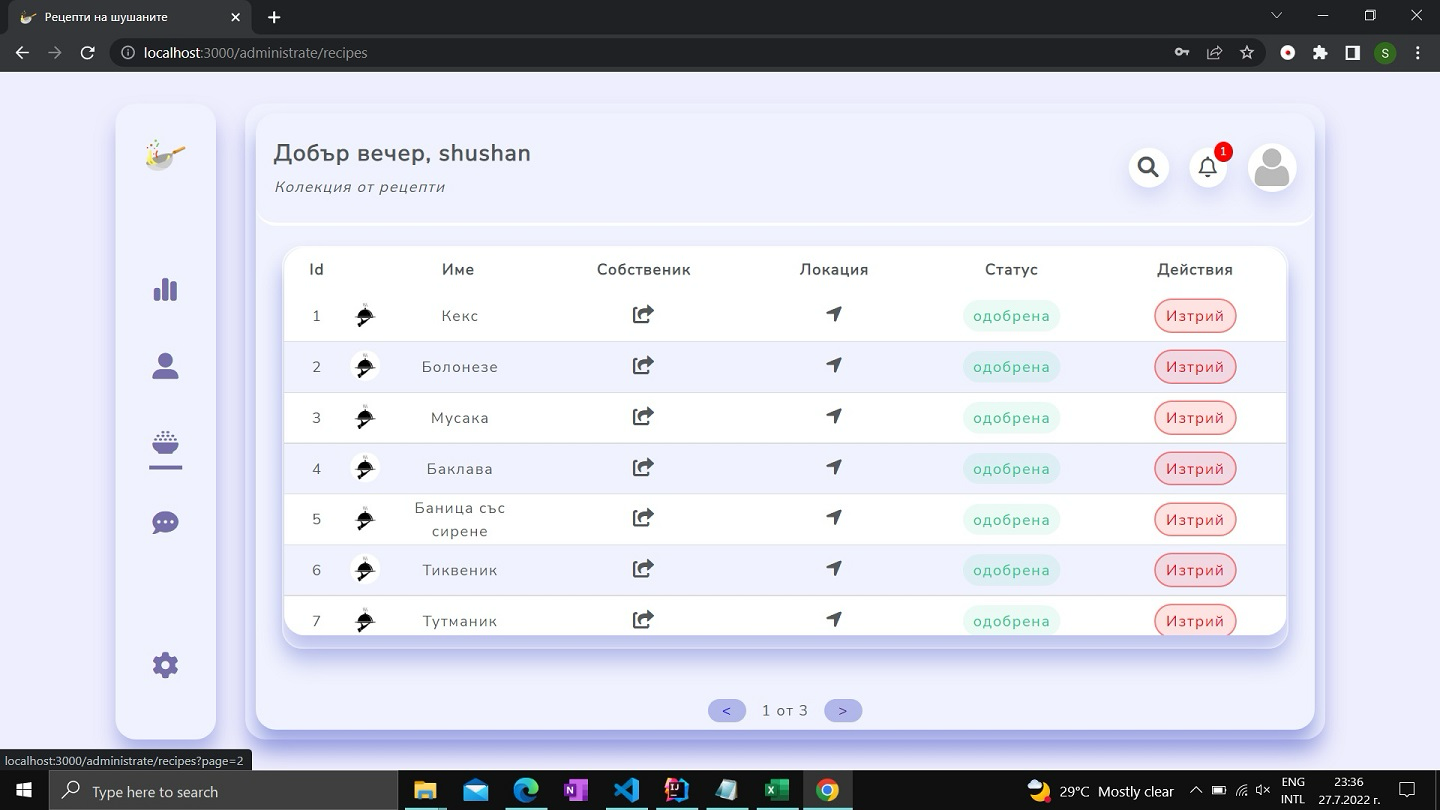 Рецепти на шушаните
localhost:3000/administrate/recipes
S
Добър вечер, shushan
1
Колекция от рецепти
Id Име Собственик Локация Статус Действия
1 Кекс одобрена Изтрий
2 Болонезе одобрена Изтрий
3 Мусака одобрена Изтрий
4 Баклава одобрена Изтрий
5 Баница със сирене одобрена Изтрий
6 Тиквеник одобрена Изтрий
7 Тутманик одобрена Изтрий
< 1 от 3 >
localhost:3000/administrate/recipes?page=2
Type here to search
29°C Mostly clear
ENG
INTL
23:36
27.7.2022 г.